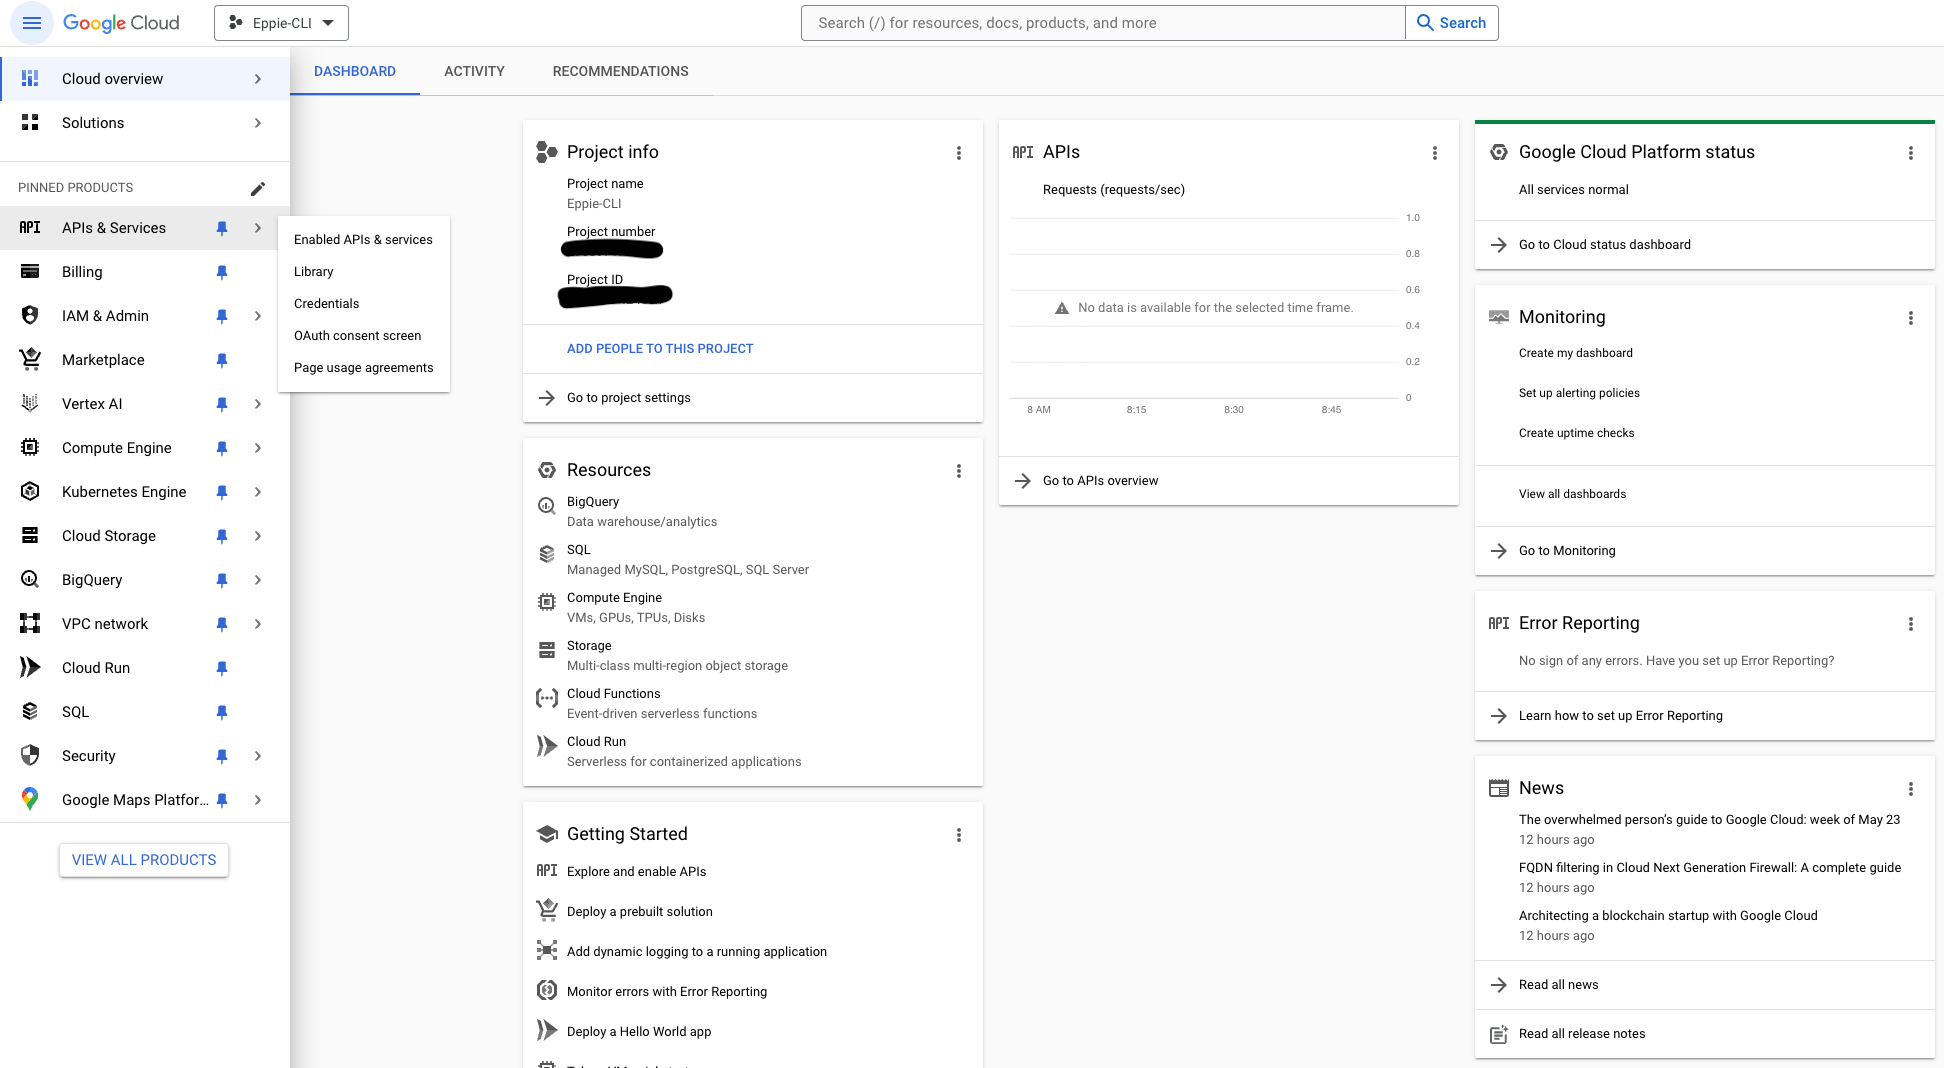 Google Cloud
Eppie-CLI
Search (/) for resources, docs, products, and more
Search
Cloud overview
Solutions
PINNED PRODUCTS
API APIs & Services
Billing
IAM & Admin
Marketplace
Vertex AI
Compute Engine
Kubernetes Engine
Cloud Storage
BigQuery
VPC network
Cloud Run
SQL
Security
Google Maps Platfor...
VIEW ALL PRODUCTS
Enabled APIs & services
Library
Credentials
OAuth consent screen
Page usage agreements
DASHBOARD
ACTIVITY
RECOMMENDATIONS
Project info
Project name
Eppie-CLI
Project number
Project ID
ADD PEOPLE TO THIS PROJECT
Go to project settings
Resources
BigQuery
Data warehouse/analytics
SQL
Managed MySQL, PostgreSQL, SQL Server
Compute Engine
VMs, GPUs, TPUs, Disks
Storage
Multi-class multi-region object storage
Cloud Functions
Event-driven serverless functions
Cloud Run
Serverless for containerized applications
Getting Started
API Explore and enable APIs
Deploy a prebuilt solution
Add dynamic logging to a running application
Monitor errors with Error Reporting
Deploy a Hello World app
API APIs
Requests (requests/sec)
1.0
0.8
0.6
No data is available for the selected time frame.
0.4
0.2
0
8 AM
8:15
8:30
8:45
Go to APIs overview
Google Cloud Platform status
All services normal
Go to Cloud status dashboard
Monitoring
Create my dashboard
Set up alerting policies
Create uptime checks
View all dashboards
Go to Monitoring
API Error Reporting
No sign of any errors. Have you set up Error Reporting?
Learn how to set up Error Reporting
News
The overwhelmed person's guide to Google Cloud: week of May 23
12 hours ago
FQDN filtering in Cloud Next Generation Firewall: A complete guide
12 hours ago
Architecting a blockchain startup with Google Cloud
12 hours ago
Read all news
Read all release notes